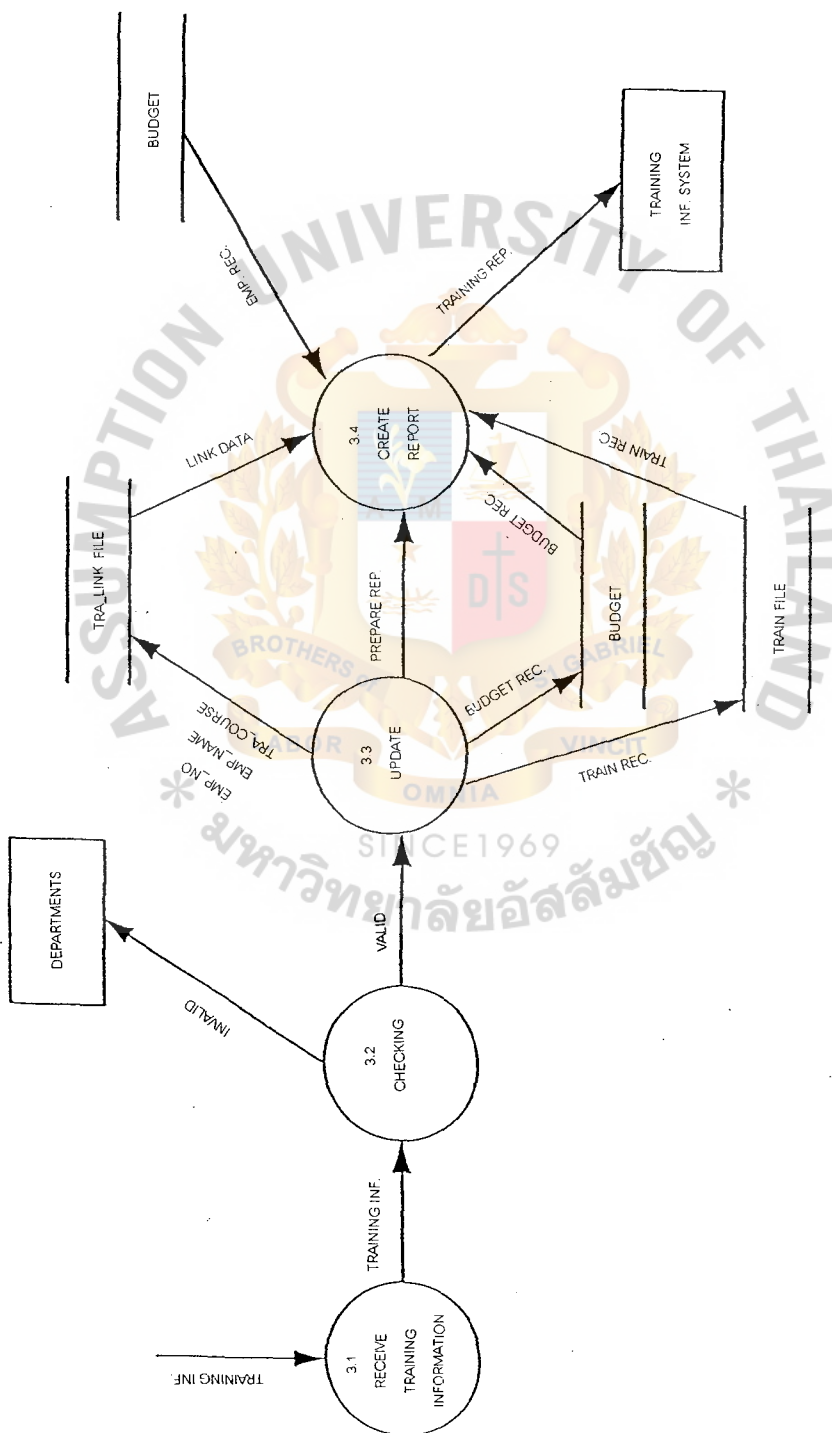 TRAINING INF.
3.1
RECEIVE
TRAINING
INFORMATION
TRAINING INF.
3.2
CHECKING
INVALID
DEPARTMENTS
VALID
3.3
UPDATE
EMP_NO
EMP_NAME
TRA_COURSE
TRA_LINK FILE
LINK DATA
PREPARE REP.
BUDGET REC.
BUDGET
BUDGET REC.
TRAIN REC.
TRAIN FILE
TRAIN REC
3.4
CREATE
REPORT
EMP. REC.
BUDGET
TRAINING REP.
TRAINING
INF. SYSTEM
ASSUMPTION UNIVERSITY OF THAILAND
A M
D S
BROTHERS OF
ST GABRIEL
LABOR
VINCIT
OMNIA
SINCE1969
มหาวิทยาลัยอัสสัมชัญ